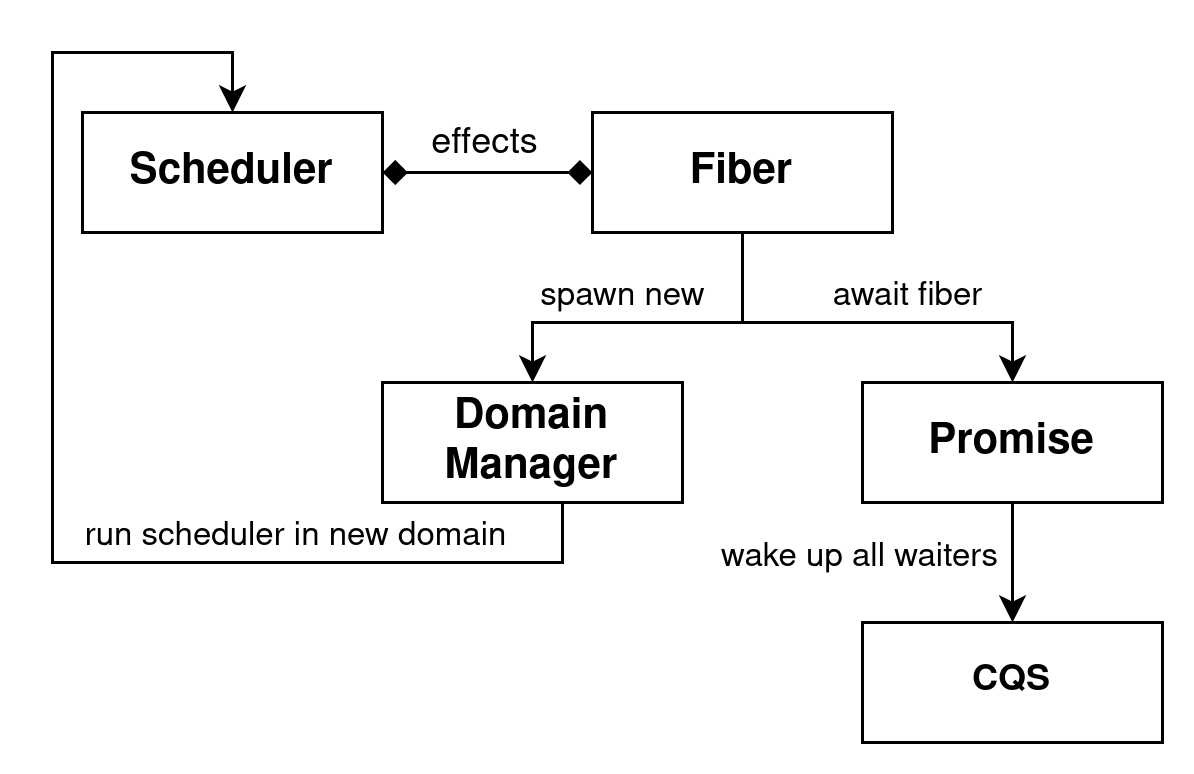 effects
Scheduler
Fiber
spawn new
await fiber
Domain
Manager
Promise
run scheduler in new domain
wake up all waiters
CQS